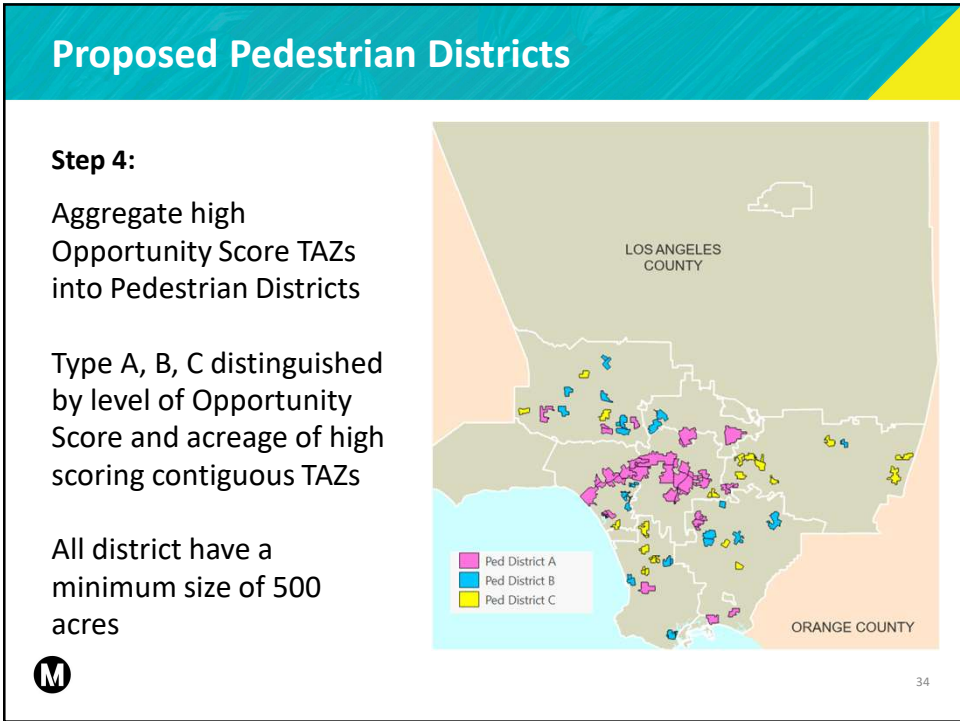 Proposed Pedestrian Districts
Step 4:
Aggregate high
Opportunity Score TAZs
into Pedestrian Districts
Type A, B, C distinguished
by level of Opportunity
Score and acreage of high
scoring contiguous TAZs
All district have a
minimum size of 500
acres
LOS ANGELES
COUNTY
Ped District A
Ped District B
Ped District C
ORANGE COUNTY
M
34